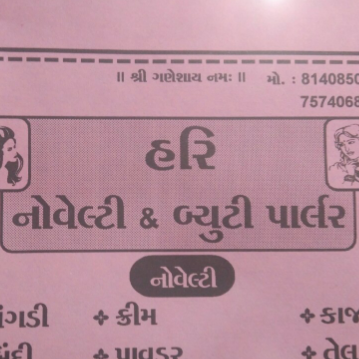 ॥ શ્રી ગણેશાય નમઃ ॥ મો. : 8140850
7574068
હરિ
નોવેલ્ટી & બ્યુટી પાર્લર
નોવેલ્ટી
ંગડી ❖ ક્રીમ ❖ કાજ
❖ પાવડર ❖ તેલ